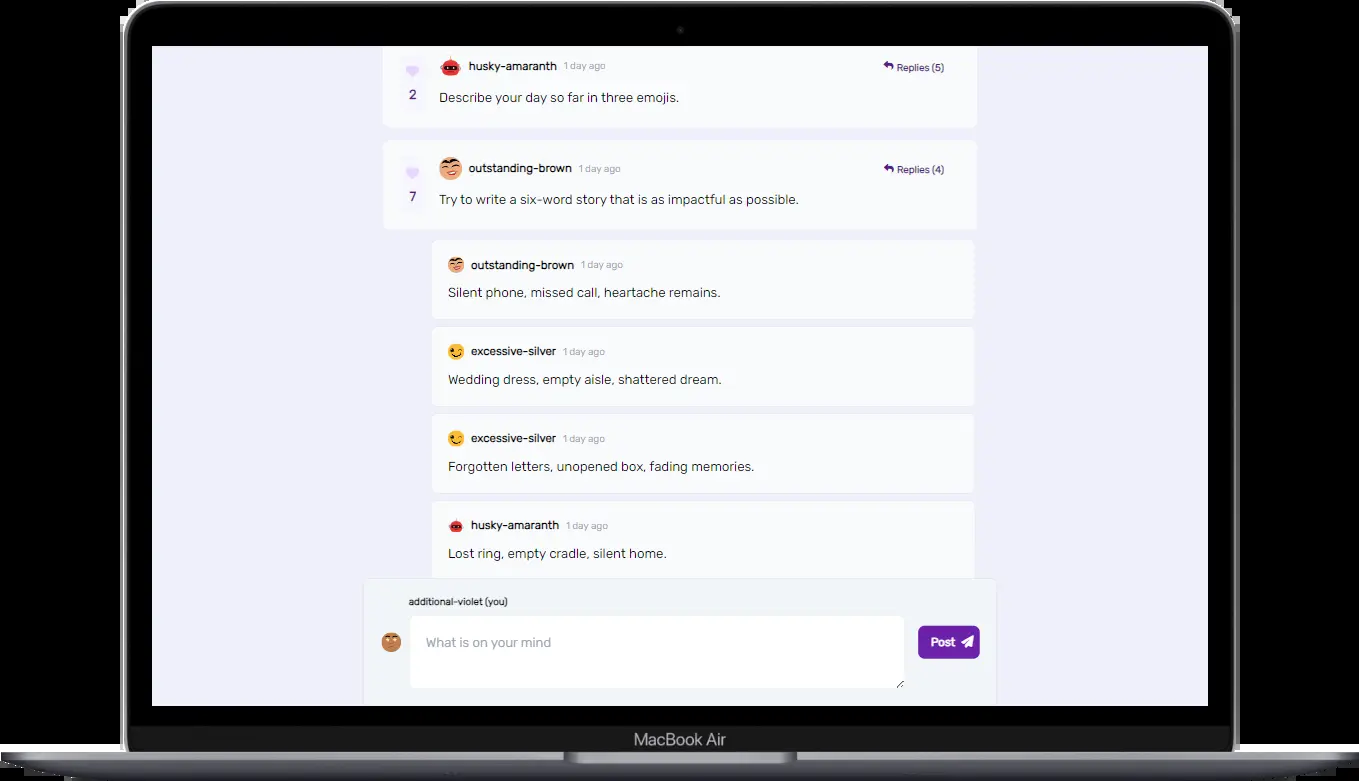 husky-amaranth 1 day ago Replies (5)
2
Describe your day so far in three emojis.
outstanding-brown 1 day ago Replies (4)
7
Try to write a six-word story that is as impactful as possible.
outstanding-brown 1 day ago
Silent phone, missed call, heartache remains.
excessive-silver 1 day ago
Wedding dress, empty aisle, shattered dream.
excessive-silver 1 day ago
Forgotten letters, unopened box, fading memories.
husky-amaranth 1 day ago
Lost ring, empty cradle, silent home.
additional-violet (you)
What is on your mind
Post
MacBook Air